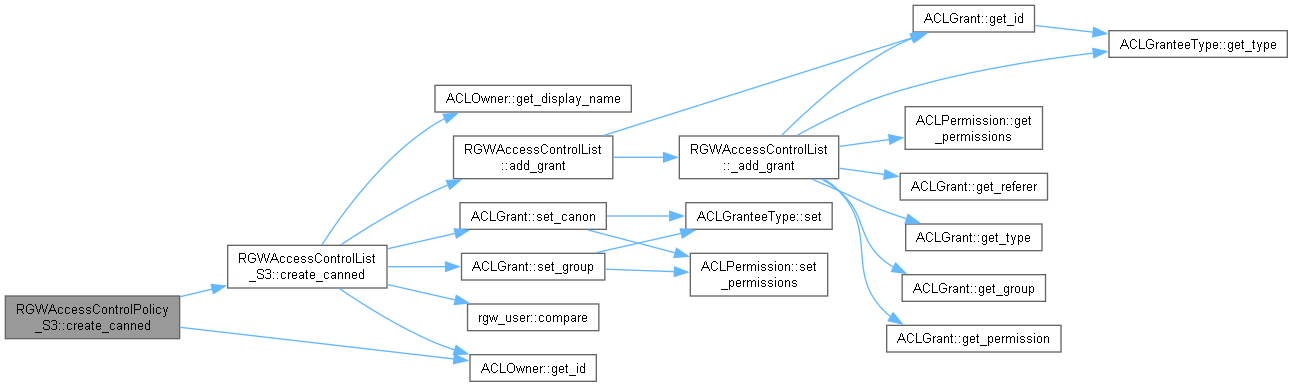 ACLGrant::get_id
ACLGranteeType::get_type
ACLOwner::get_display_name
ACLPermission::get
_permissions
RGWAccessControlList
::add_grant
RGWAccessControlList
::_add_grant
ACLGrant::get_referer
ACLGrant::set_canon
ACLGranteeType::set
ACLGrant::get_type
RGWAccessControlList
_S3::create_canned
ACLGrant::set_group
ACLPermission::set
_permissions
ACLGrant::get_group
RGWAccessControlPolicy
_S3::create_canned
rgw_user::compare
ACLGrant::get_permission
ACLOwner::get_id